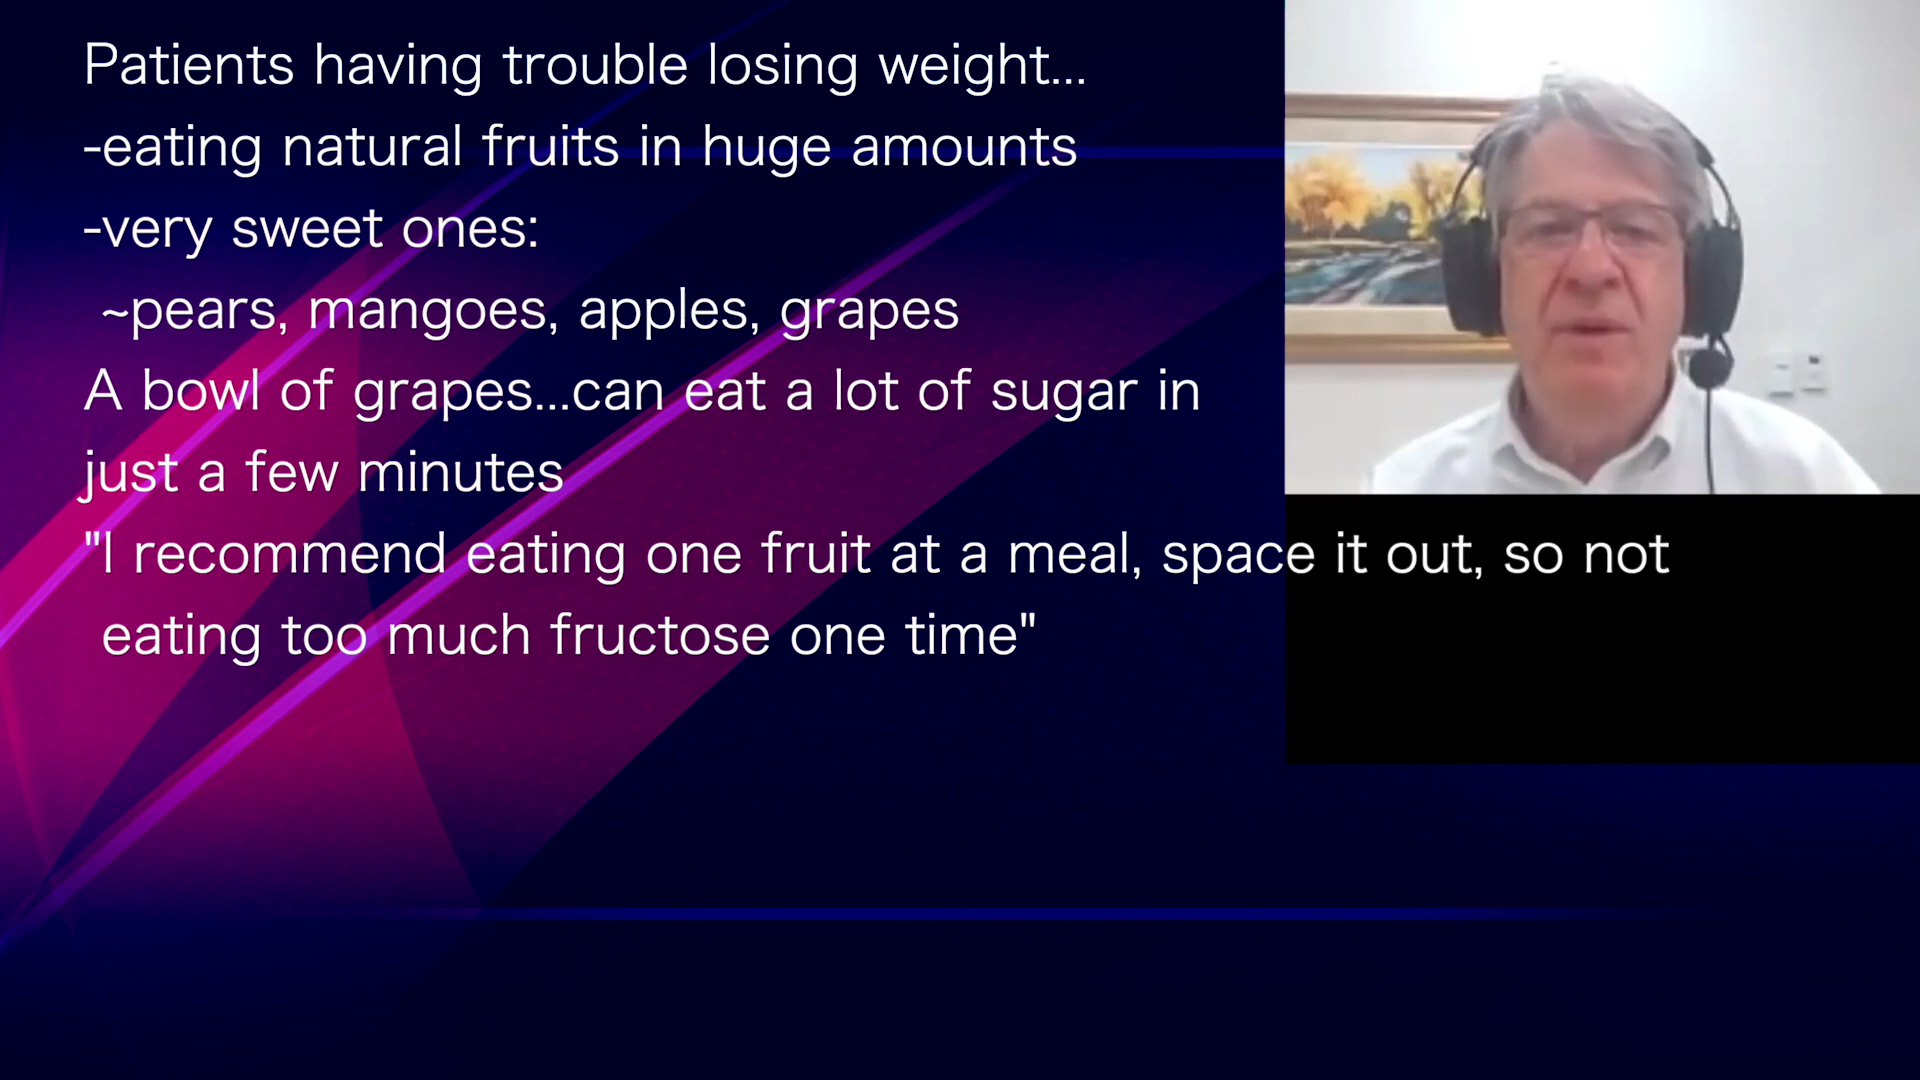 Patients having trouble losing weight...
-eating natural fruits in huge amounts
-very sweet ones:
~pears, mangoes, apples, grapes
A bowl of grapes...can eat a lot of sugar in
just a few minutes
"I recommend eating one fruit at a meal, space it out, so not
eating too much fructose one time"